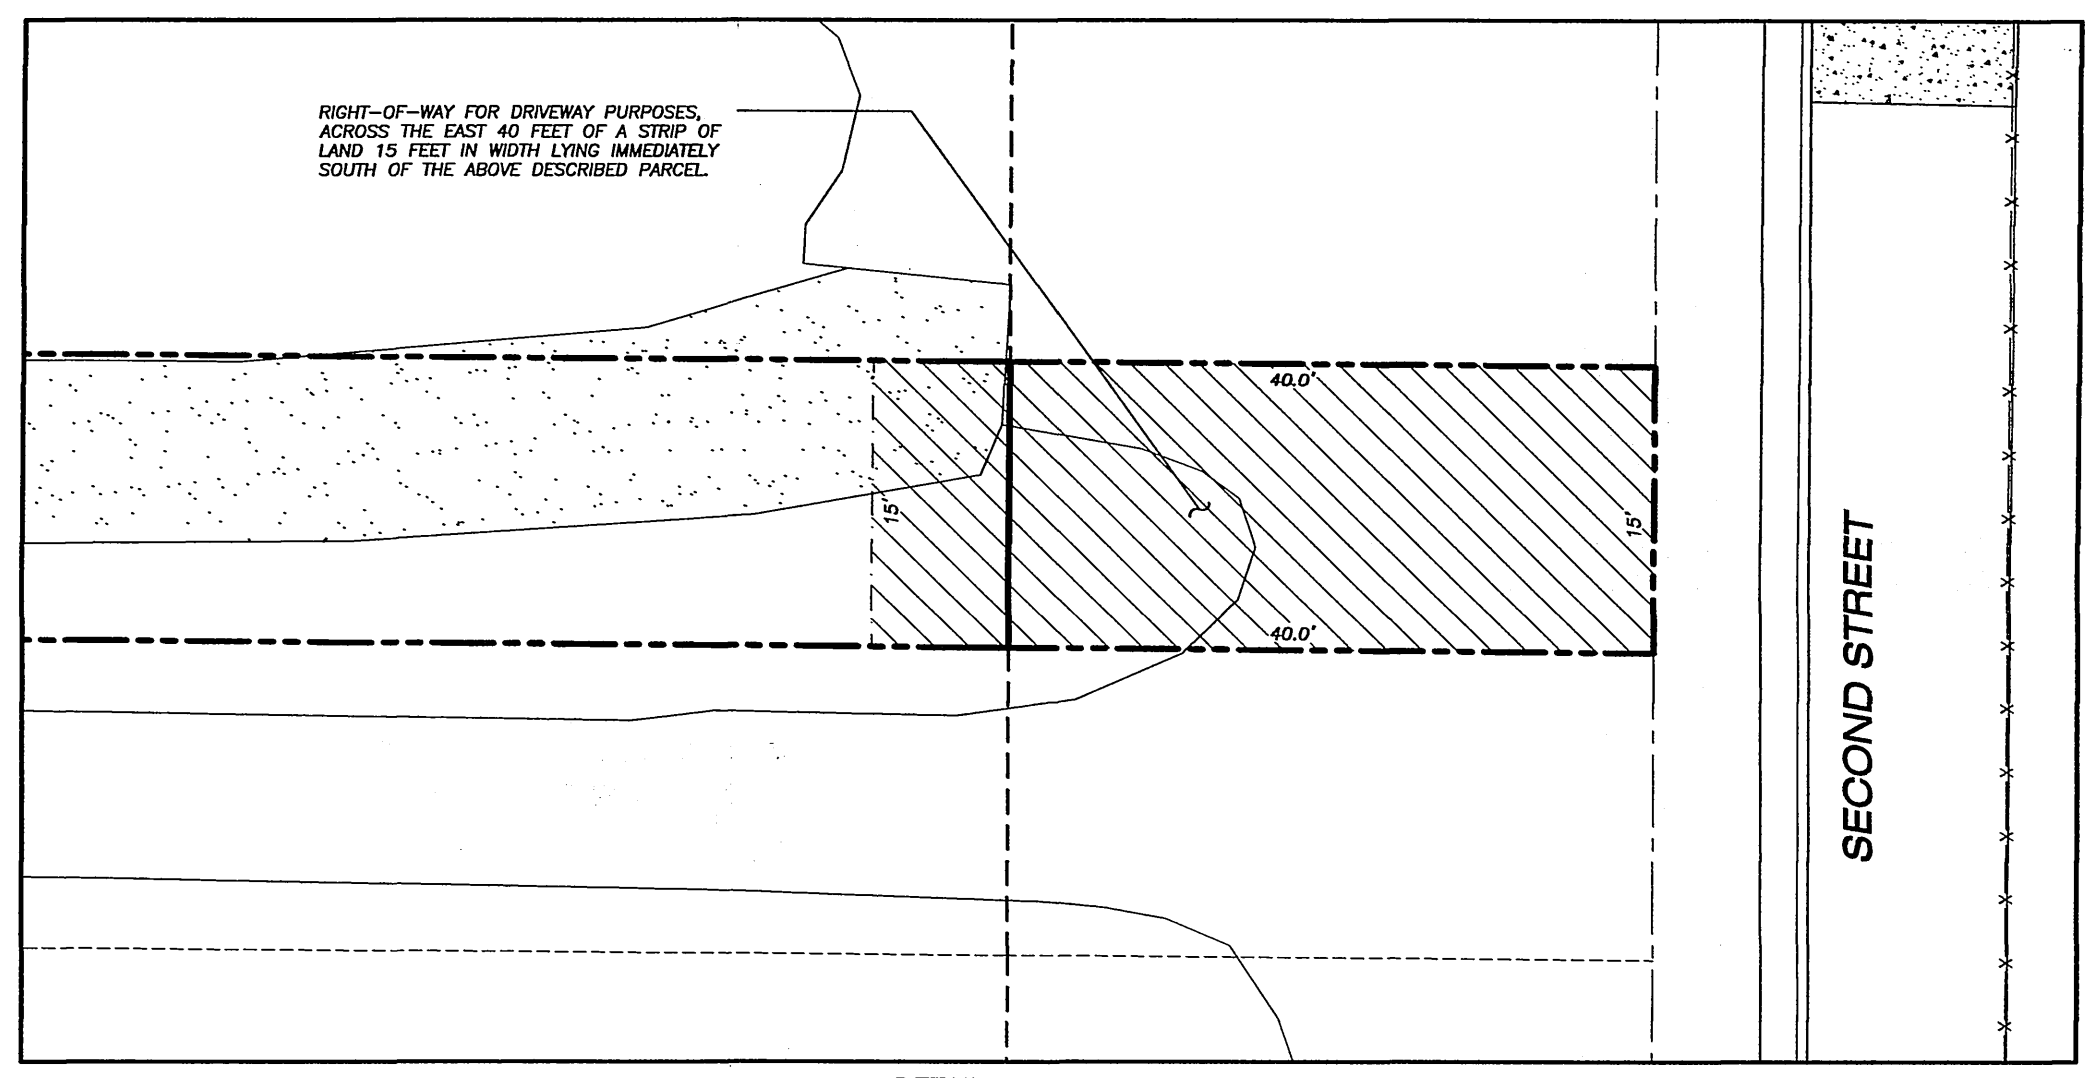 RIGHT-OF-WAY FOR DRIVEWAY PURPOSES,
ACROSS THE EAST 40 FEET OF A STRIP OF
LAND 15 FEET IN WIDTH LYING IMMEDIATELY
SOUTH OF THE ABOVE DESCRIBED PARCEL.
40.0'
15'
15'
40.0'
SECOND STREET